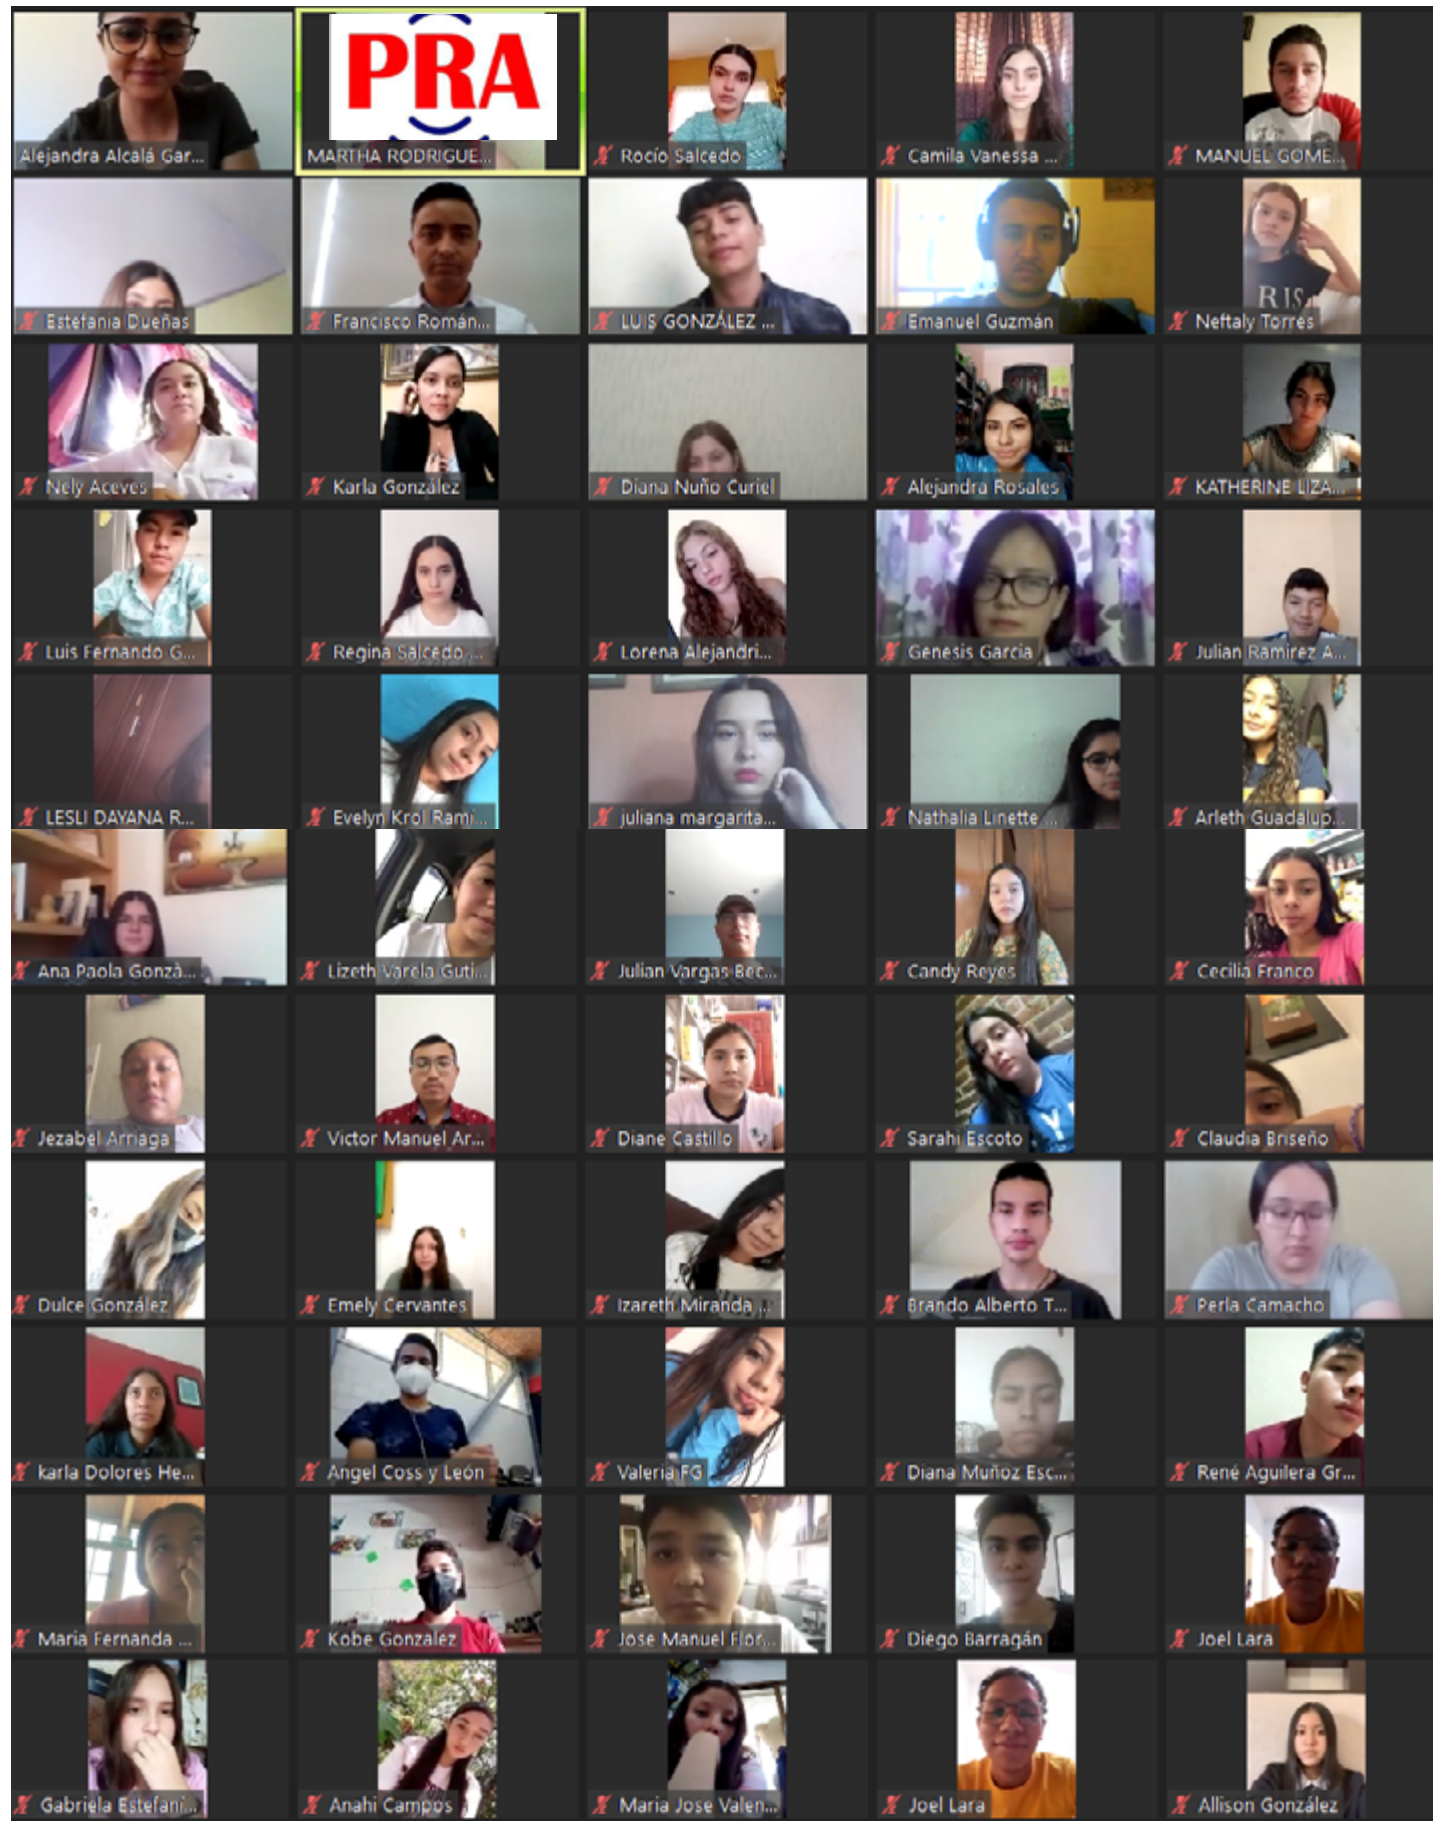 Alejandra Alcalá Gar...
PRA
MARTHA RODRIGUE...
Rocío Salcedo
Camila Vanessa ...
MANUEL GOME...
Estefania Dueñas
Francisco Román...
LUIS GONZÁLEZ ...
Emanuel Guzmán
RIS
Neftaly Torres
Nely Aceves
Karla González
Diana Nuño Curiel
Alejandra Rosales
KATHERINE LIZA...
Luis Fernando G...
Regina Salcedo ...
Lorena Alejandri...
Genesis Garcia
Julian Ramirez A...
LESLI DAYANA R...
Evelyn Krol Rami...
juliana margarita...
Nathalia Linette ...
Arleth Guadalup...
Ana Paola Gonzà...
Lizeth Varela Guti...
Julian Vargas Bec...
Candy Reyes
Cecilia Franco
Jezabel Arriaga
Victor Manuel Ar...
Diane Castillo
Sarahi Escoto
Claudia Briseño
Dulce González
Emely Cervantes
Izareth Miranda ...
Brando Alberto T...
Perla Camacho
karla Dolores He...
Angel Coss y León
Valeria FG
Diana Muñoz Esc...
René Aguilera Gr...
Maria Fernanda ...
Kobe Gonzalez
Jose Manuel Flor...
Diego Barragán
Joel Lara
Gabriela Estefani...
Anahi Campos
Maria Jose Valen...
Joel Lara
Allison González